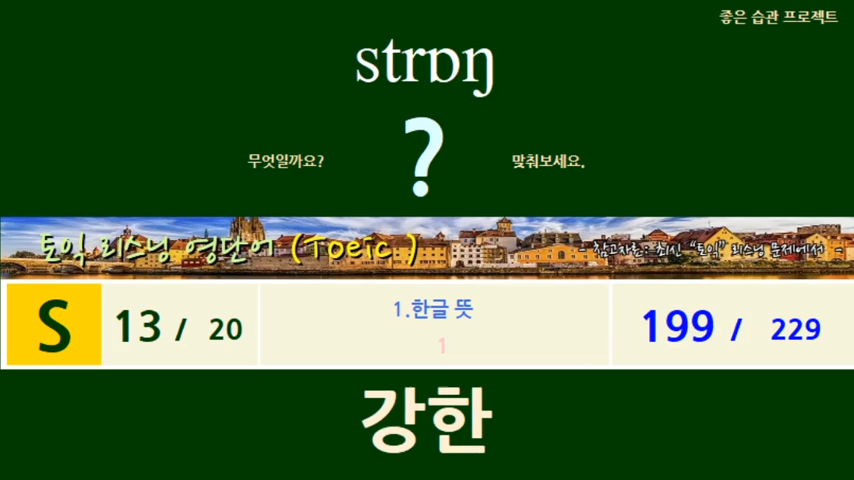 좋은 습관 프로젝트
strɒŋ
?
무엇일까요?
맞춰보세요.
토익 리스닝 영단어 (Toeic )
- 참고자료: 최신 "토익" 리스닝 문제에서 -
S
13 / 20
1.한글 뜻
1
199 / 229
강한